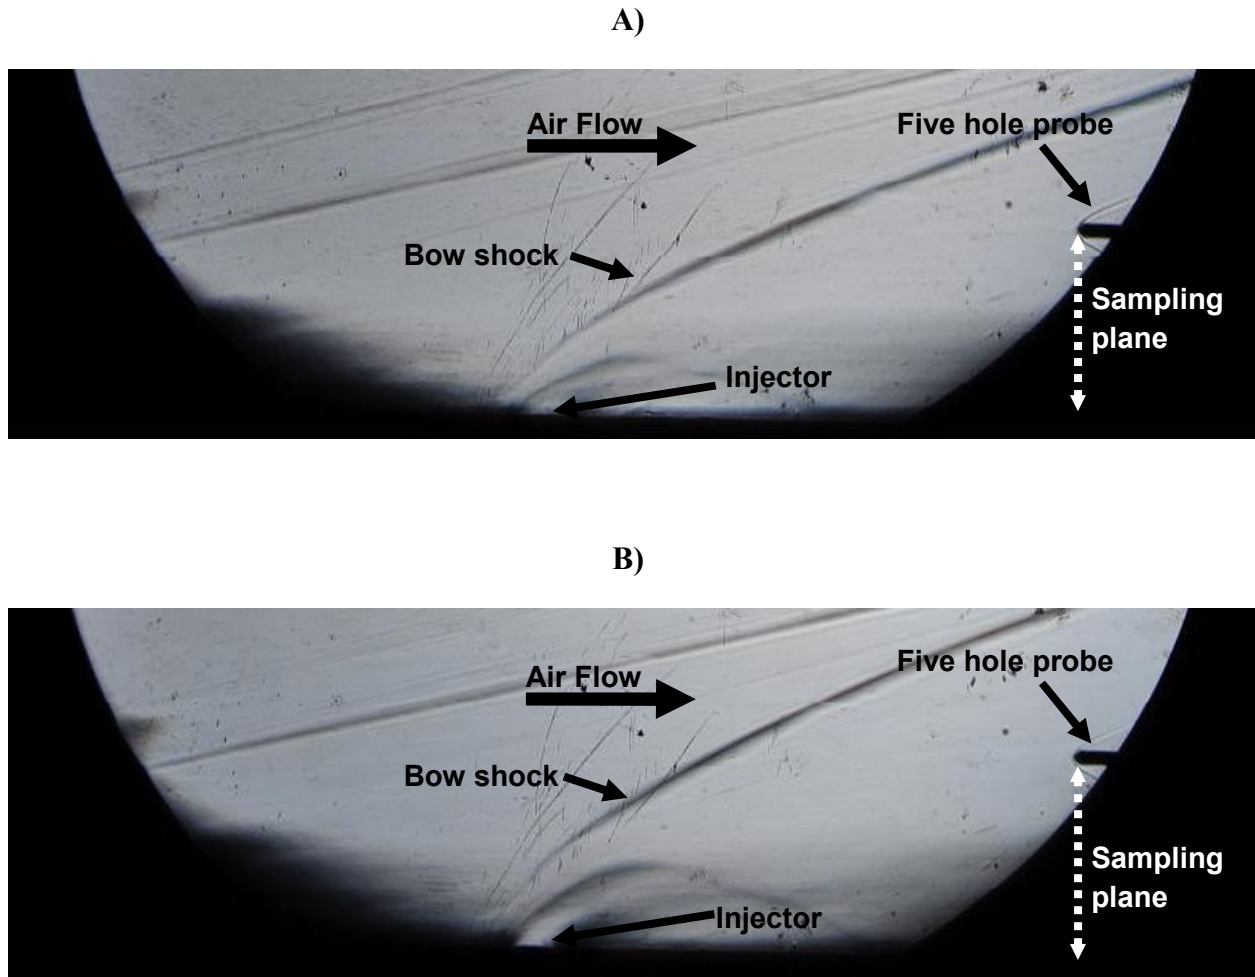 A)
Air Flow
Five hole probe
Bow shock
Sampling
plane
Injector
B)
Air Flow
Five hole probe
Bow shock
Sampling
plane
Injector